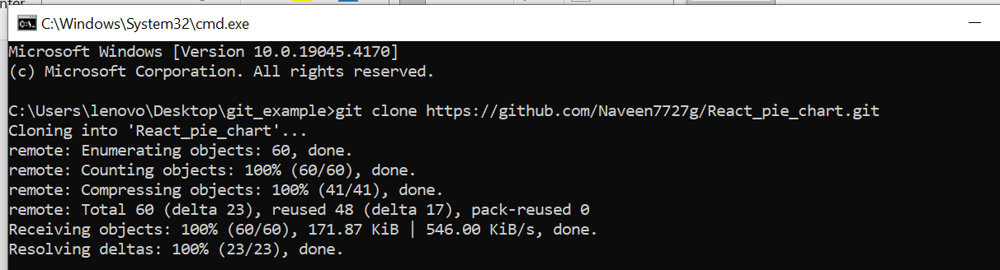 C:\Windows\System32\cmd.exe
Microsoft Windows [Version 10.0.19045.4170]
(c) Microsoft Corporation. All rights reserved.
C:\Users\lenovo\Desktop\git_example>git clone https://github.com/Naveen7727g/React_pie_chart.git
Cloning into 'React_pie_chart'...
remote: Enumerating objects: 60, done.
remote: Counting objects: 100% (60/60), done.
remote: Compressing objects: 100% (41/41), done.
remote: Total 60 (delta 23), reused 48 (delta 17), pack-reused 0
Receiving objects: 100% (60/60), 171.87 KiB | 546.00 KiB/s, done.
Resolving deltas: 100% (23/23), done.